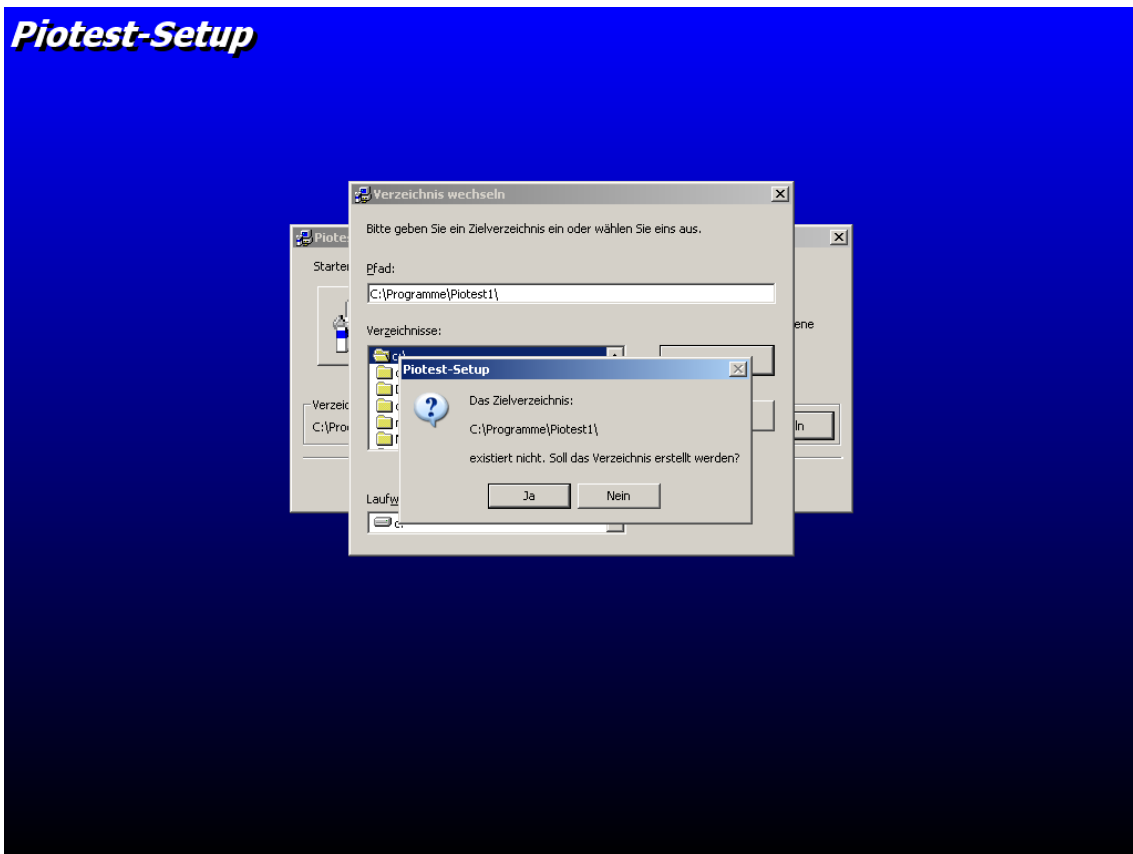 Piotest-Setup
Verzeichnis wechseln
Bitte geben Sie ein Zielverzeichnis ein oder wählen Sie eins aus.
Pfad:
C:\Programme\Piotest1\
Verzeichnisse:
Piotest-Setup
Das Zielverzeichnis:
C:\Programme\Piotest1\
existiert nicht. Soll das Verzeichnis erstellt werden?
Ja
Nein